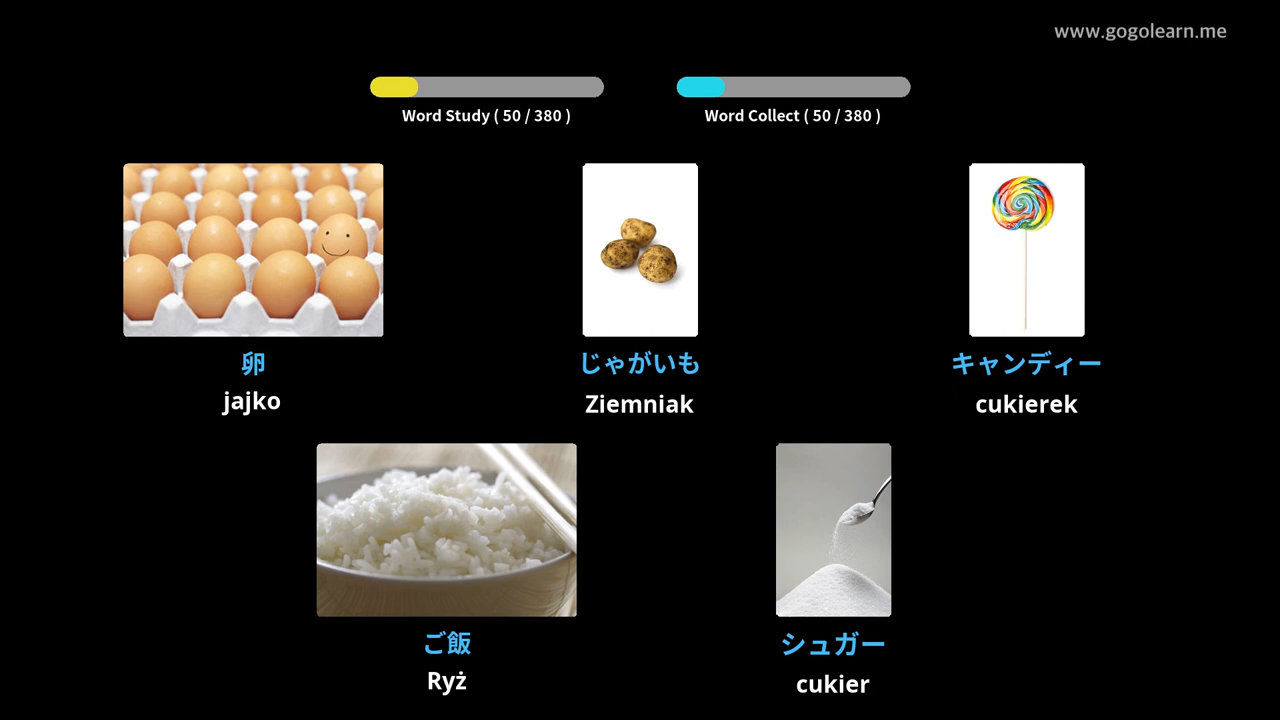 www.gogolearn.me
Word Study ( 50 / 380 )
Word Collect ( 50 / 380 )
卵
jajko
じゃがいも
Ziemniak
キャンディー
cukierek
ご飯
Ryż
シュガー
cukier